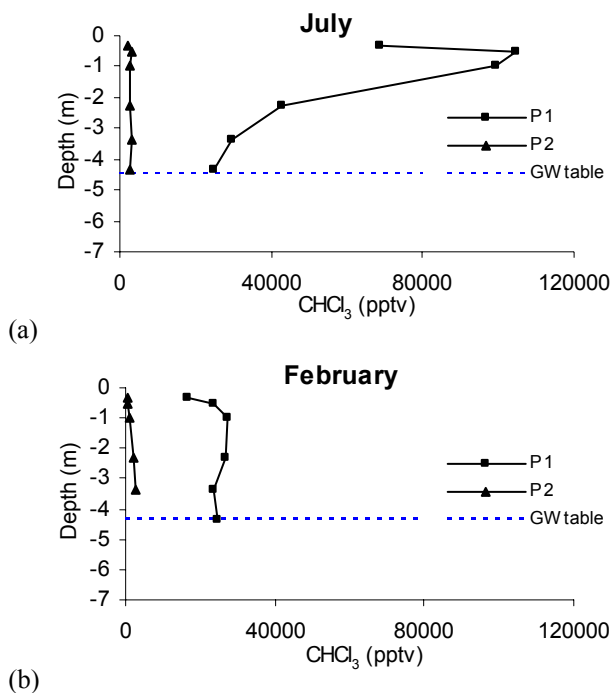 July
0
-1
-2
-3
-4
-5
-6
-7
Depth (m)
P1
P2
GW table
0 40000 80000 120000
CHCl₃ (pptv)
(a)
February
0
-1
-2
-3
-4
-5
-6
-7
Depth (m)
P1
P2
GW table
0 40000 80000 120000
CHCl₃ (pptv)
(b)